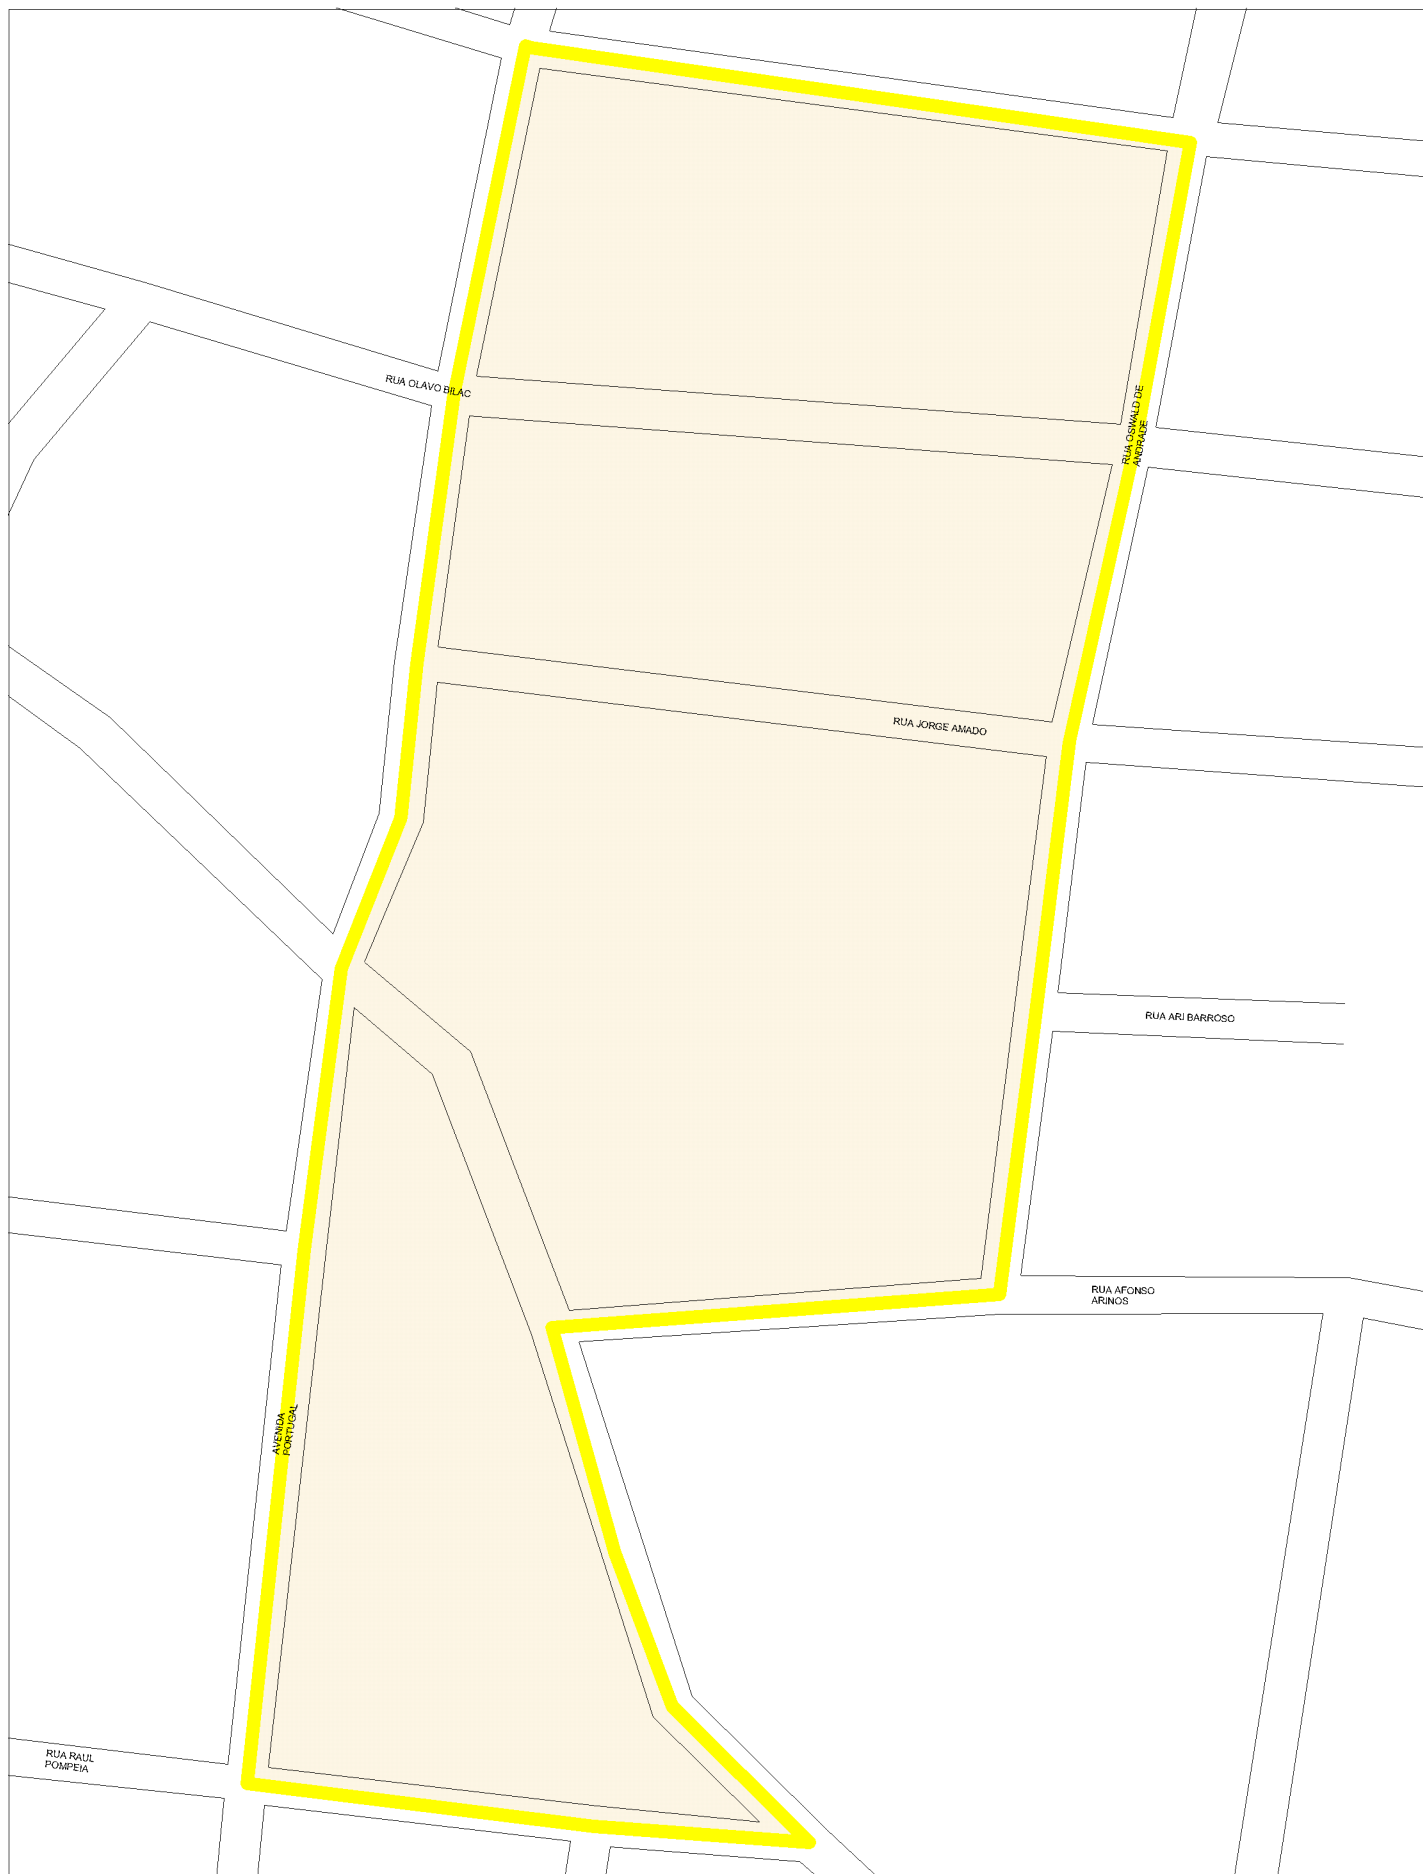 RUA OLAVO BILAC
RUA OSWALD DE
ANDRADE
RUA JORGE AMADO
RUA ARI BARROSO
RUA AFONSO
ARINOS
AVENIDA
PORTUGAL
RUA RAUL
POMPEIA